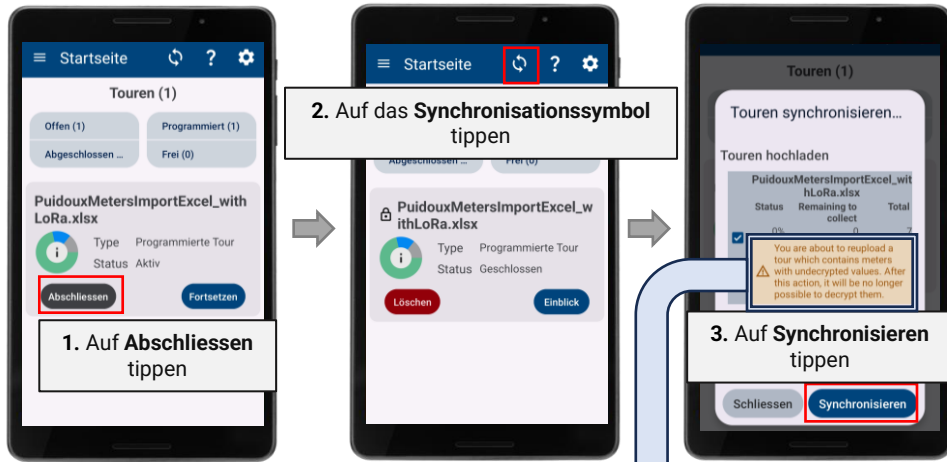 Startseite
?
Touren (1)
Offen (1)
Programmiert (1)
Abgeschlossen ...
Frei (0)
PuidouxMetersImportExcel_with
LoRa.xlsx
i
Type Programmierte Tour
Status Aktiv
Abschliessen
Fortsetzen
1. Auf Abschliessen
tippen
Startseite
?
2. Auf das Synchronisationssymbol
tippen
Abgeschlossen ...
Frei (0)
PuidouxMetersImportExcel_w
ithLoRa.xlsx
i
Type Programmierte Tour
Status Geschlossen
Löschen
Einblick
Touren (1)
Touren synchronisieren...
Touren hochladen
PuidouxMetersImportExcel_wit
hLoRa.xlsx
Status Remaining to Total
collect
0% 0 7
You are about to reupload a
tour which contains meters
with undecrypted values. After
this action, it will be no longer
possible to decrypt them.
3. Auf Synchronisieren
tippen
Schliessen
Synchronisieren